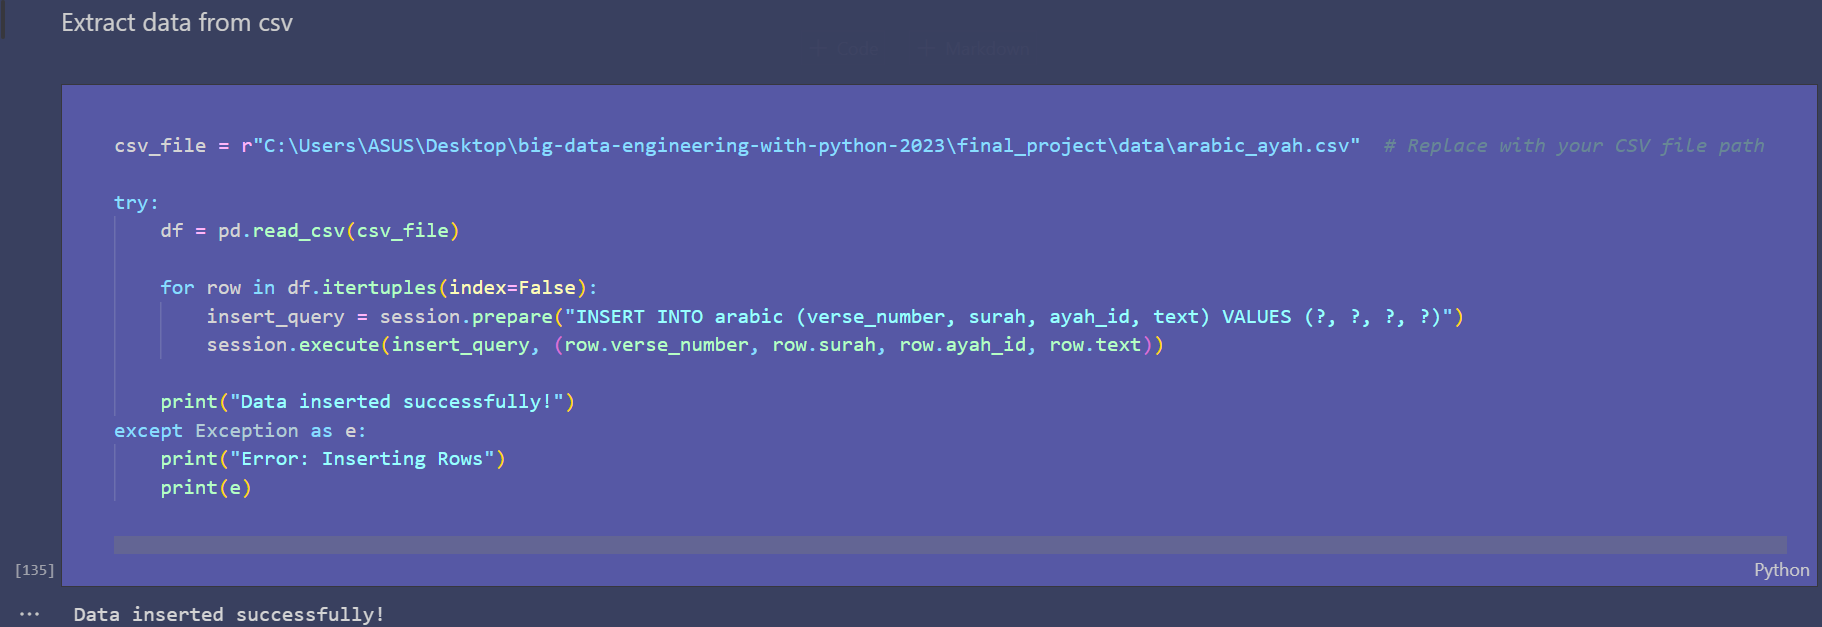 Extract data from csv
+ Code + Markdown
csv_file = r"C:\Users\ASUS\Desktop\big-data-engineering-with-python-2023\final_project\data\arabic_ayah.csv"  # Replace with your CSV file path
try:
    df = pd.read_csv(csv_file)
    for row in df.itertuples(index=False):
        insert_query = session.prepare("INSERT INTO arabic (verse_number, surah, ayah_id, text) VALUES (?, ?, ?, ?)")
        session.execute(insert_query, (row.verse_number, row.surah, row.ayah_id, row.text))
    print("Data inserted successfully!")
except Exception as e:
    print("Error: Inserting Rows")
    print(e)
[135]
Python
... Data inserted successfully!